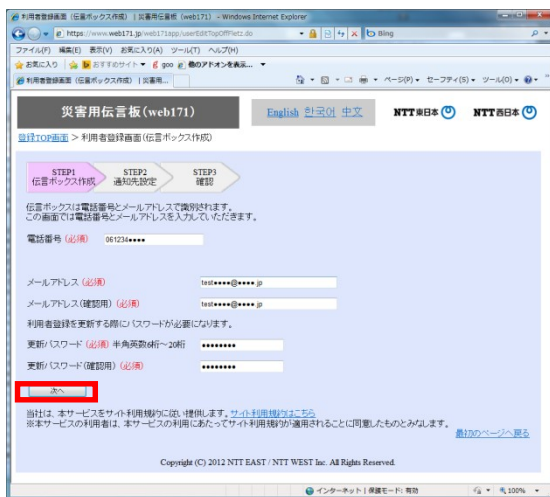 利用者登録画面 (伝言ボックス作成) | 災害用伝言板 (web171) - Windows Internet Explorer
https://www.web171.jp/web171app/userEditTopOffFletz.do
Bing
ファイル(F) 編集(E) 表示(V) お気に入り(A) ツール(T) ヘルプ(H)
お気に入り おすすめサイト goo 他のアドオンを表示...
利用者登録画面 (伝言ボックス作成) | 災害用...
ページ(P) セーフティ(S) ツール(O)
災害用伝言板(web171)
English 한국어 中文
NTT東日本 NTT西日本
登録TOP画面 > 利用者登録画面(伝言ボックス作成)
STEP1 伝言ボックス作成
STEP2 通知先設定
STEP3 確認
伝言ボックスは電話番号とメールアドレスで識別されます。
この画面では電話番号とメールアドレスを入力していただきます。
電話番号 (必須) 061234●●●●
メールアドレス (必須) test●●●●@●●●●.jp
メールアドレス(確認用) (必須) test●●●●@●●●●.jp
利用者登録を更新する際にパスワードが必要になります。
更新パスワード (必須) 半角英数6桁～20桁 ●●●●●●●●
更新パスワード(確認用) (必須) ●●●●●●●●
次へ
当社は、本サービスをサイト利用規約に従い提供します。サイト利用規約はこちら
※本サービスの利用者は、本サービスの利用にあたってサイト利用規約が適用されることに同意したものとみなします。
最初のページへ戻る
Copyright (C) 2012 NTT EAST / NTT WEST Inc. All Rights Reserved.
インターネット | 保護モード: 有効 100%